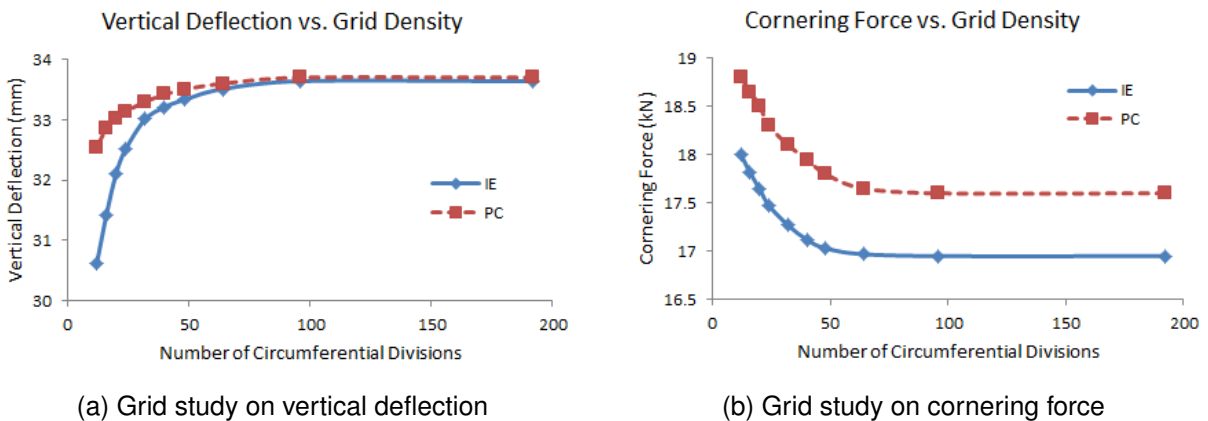 Vertical Deflection vs. Grid Density
Vertical Deflection (mm)
34
33
32
31
30
0
50
100
150
200
IE
PC
Number of Circumferential Divisions
(a) Grid study on vertical deflection
Cornering Force vs. Grid Density
Cornering Force (kN)
19
18.5
18
17.5
17
16.5
0
50
100
150
200
IE
PC
Number of Circumferential Divisions
(b) Grid study on cornering force